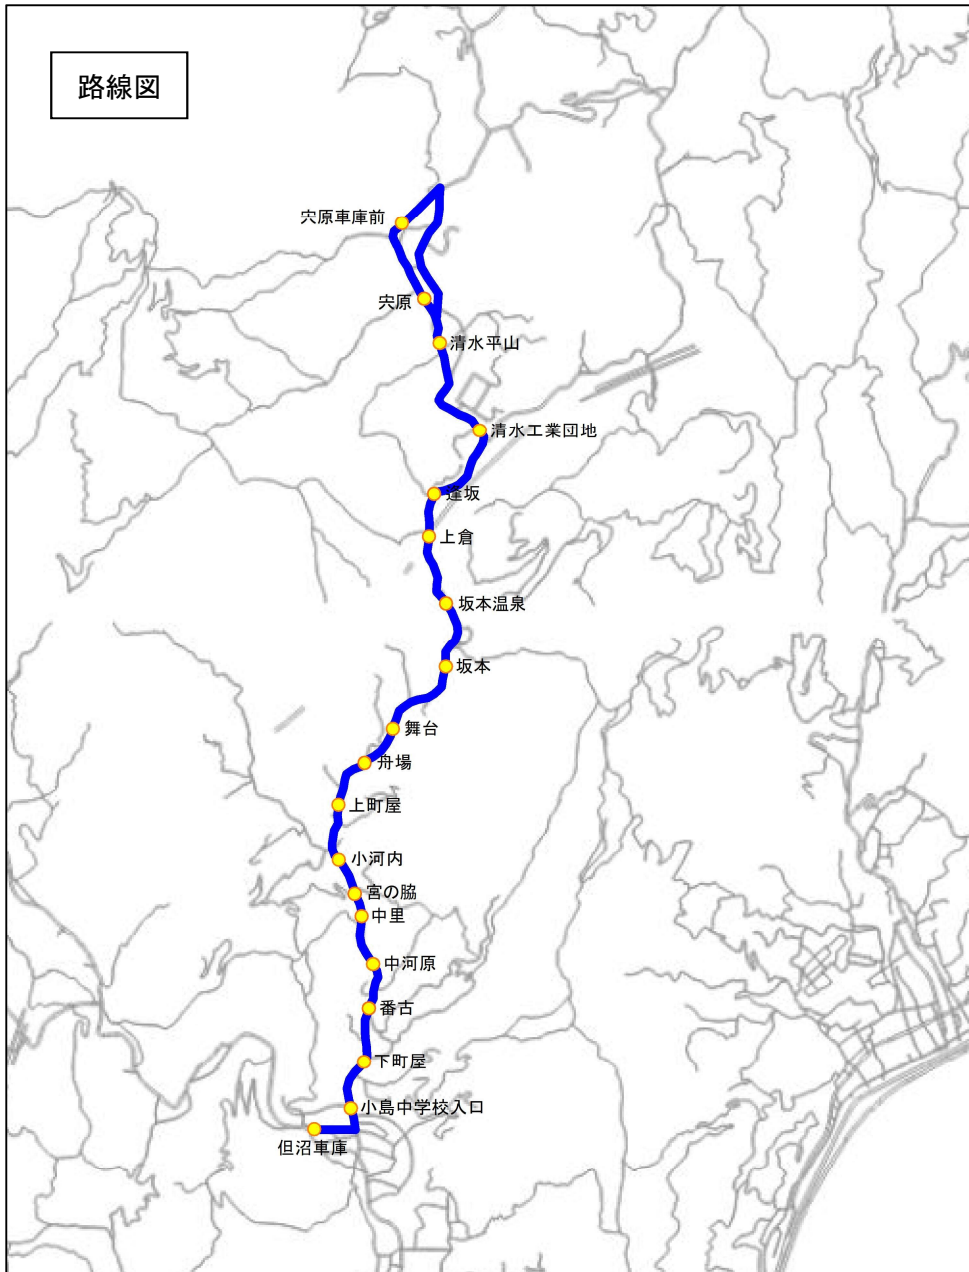 路線図
宍原車庫前
宍原
清水平山
清水工業団地
逢坂
上倉
坂本温泉
坂本
舞台
舟場
上町屋
小河内
宮の脇
中里
中河原
番古
下町屋
小島中学校入口
但沼車庫